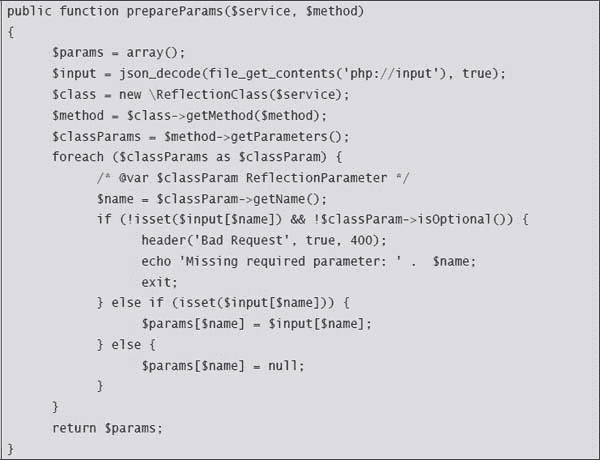 public function prepareParams($service, $method)
{
$params = array();
$input = json_decode(file_get_contents('php://input'), true);
$class = new \ReflectionClass($service);
$method = $class->getMethod($method);
$classParams = $method->getParameters();
foreach ($classParams as $classParam) {
/* @var $classParam ReflectionParameter */
$name = $classParam->getName();
if (!isset($input[$name]) && !$classParam->isOptional()) {
header('Bad Request', true, 400);
echo 'Missing required parameter: ' .  $name;
exit;
} else if (isset($input[$name])) {
$params[$name] = $input[$name];
} else {
$params[$name] = null;
}
}
return $params;
}